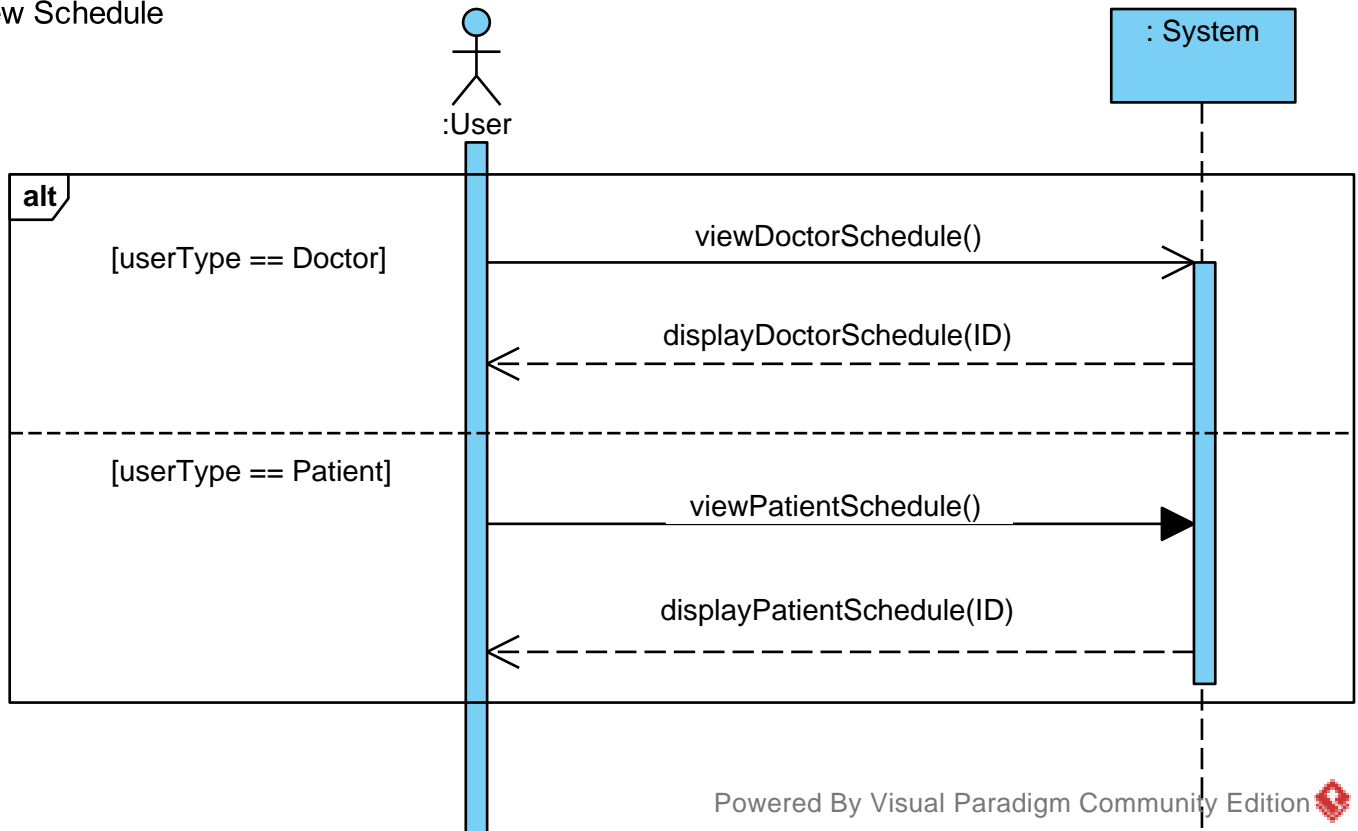 ew Schedule
: System
:User
alt
viewDoctorSchedule()
[userType == Doctor]
displayDoctorSchedule(ID)
[userType == Patient]
viewPatientSchedule()
displayPatientSchedule(ID)
Powered By Visual Paradigm Community Edition